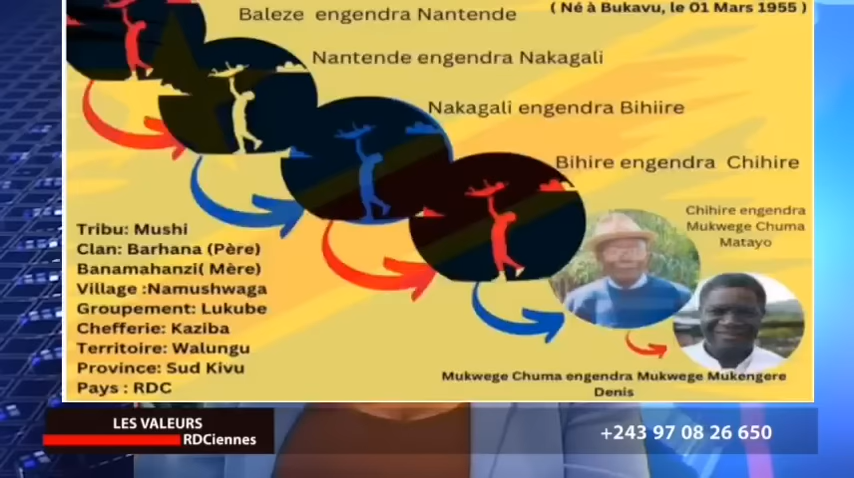 ( Né à Bukavu, le 01 Mars 1955 )
Baleze engendra Nantende
Nantende engendra Nakagali
Nakagali engendra Bihiire
Bihire engendra Chihire
Chihire engendra
Mukwege Chuma
Matayo
Tribu: Mushi
Clan: Barhana (Père)
Banamahanzi( Mère)
Village :Namushwaga
Groupement: Lukube
Chefferie: Kaziba
Territoire: Walungu
Province: Sud Kivu
Pays : RDC
Mukwege Chuma engendra Mukwege Mukengere
Denis
LES VALEURS
RDCiennes
+243 97 08 26 650